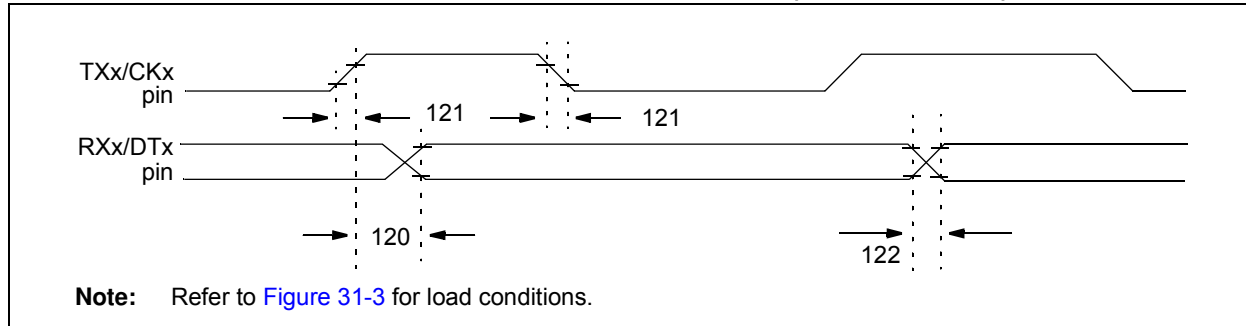 TXx/CKx
pin
121
121
RXx/DTx
pin
120
122
Note: Refer to Figure 31-3 for load conditions.